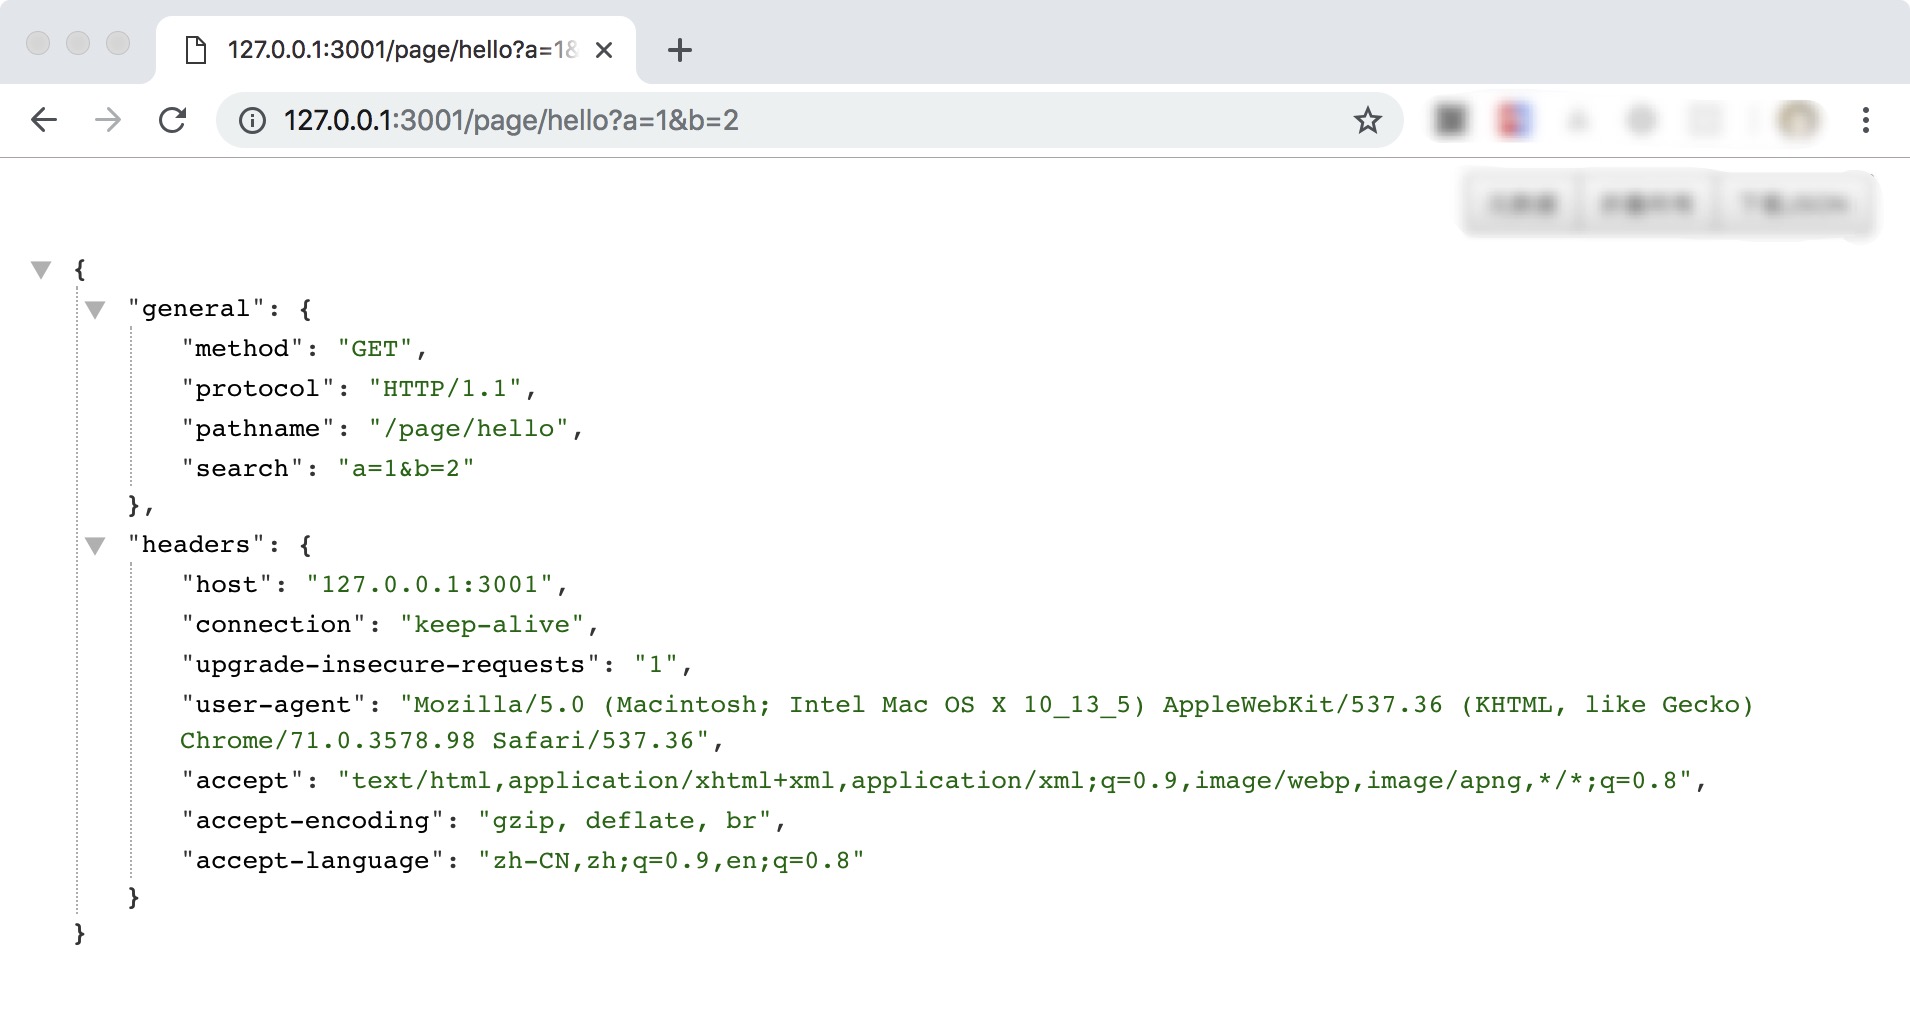 127.0.0.1:3001/page/hello?a=1&
127.0.0.1:3001/page/hello?a=1&b=2
{
"general": {
"method": "GET",
"protocol": "HTTP/1.1",
"pathname": "/page/hello",
"search": "a=1&b=2"
},
"headers": {
"host": "127.0.0.1:3001",
"connection": "keep-alive",
"upgrade-insecure-requests": "1",
"user-agent": "Mozilla/5.0 (Macintosh; Intel Mac OS X 10_13_5) AppleWebKit/537.36 (KHTML, like Gecko)
Chrome/71.0.3578.98 Safari/537.36",
"accept": "text/html,application/xhtml+xml,application/xml;q=0.9,image/webp,image/apng,*/*;q=0.8",
"accept-encoding": "gzip, deflate, br",
"accept-language": "zh-CN,zh;q=0.9,en;q=0.8"
}
}